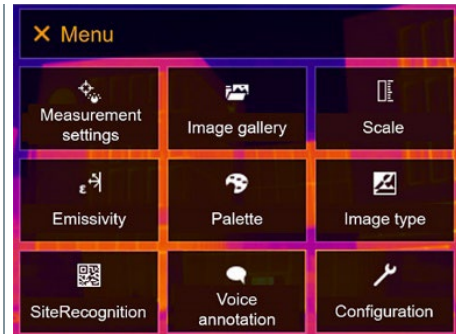 Menu
Measurement
settings
Image gallery
Scale
Emissivity
Palette
Image type
SiteRecognition
Voice
annotation
Configuration